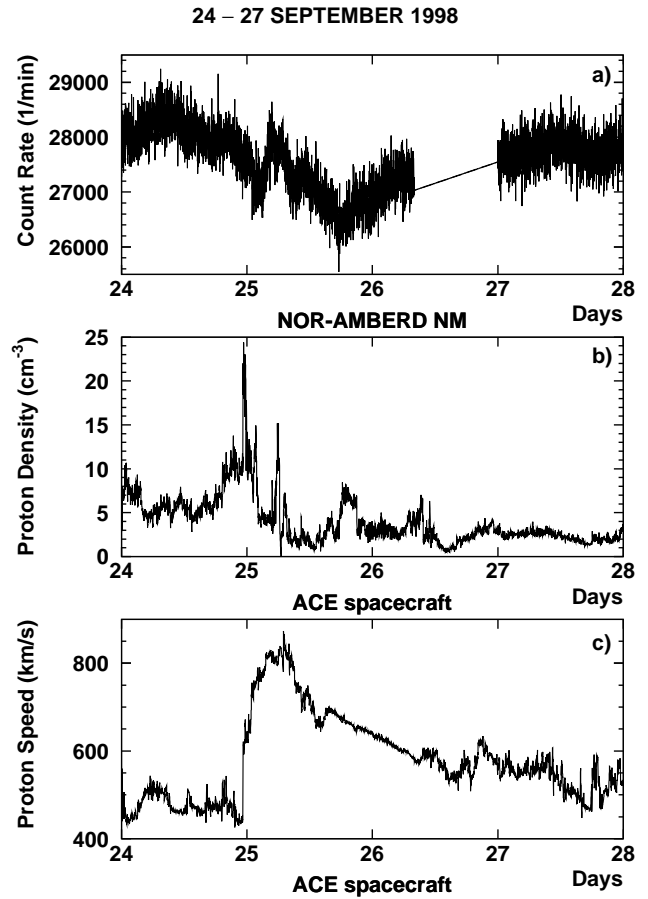 24 – 27 SEPTEMBER 1998
a)
Count Rate (1/min)
29000
28000
27000
26000
24 25 26 27 28
NOR-AMBERD NM
Days
b)
Proton Density (cm-3)
25
20
15
10
5
0
24 25 26 27 28
ACE spacecraft
Days
c)
Proton Speed (km/s)
800
600
400
24 25 26 27 28
ACE spacecraft
Days